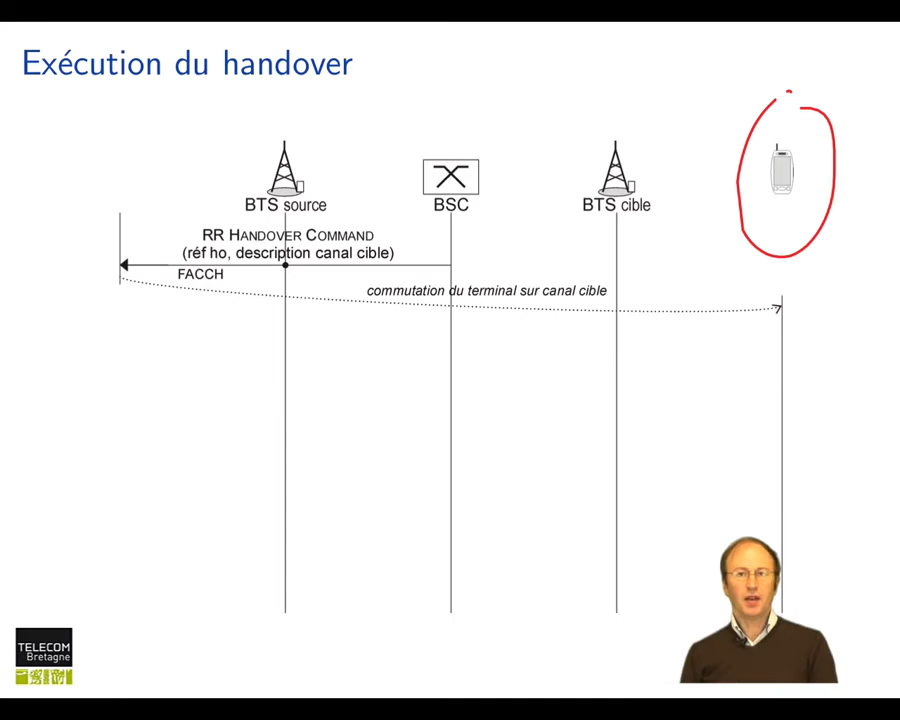 Exécution du handover
BTS source
BSC
BTS cible
RR HANDOVER COMMAND
(réf ho, description canal cible)
FACCH
commutation du terminal sur canal cible
TELECOM
Bretagne